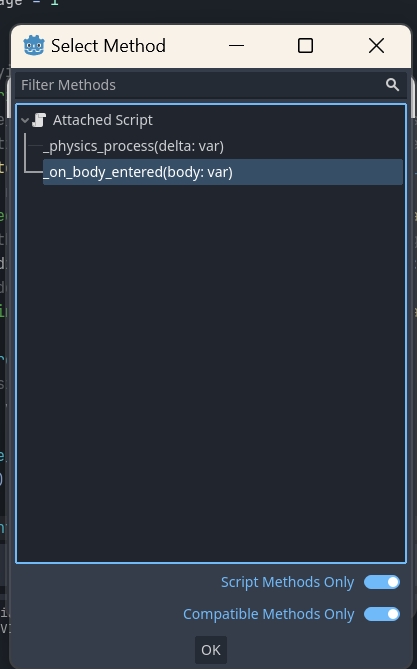 Select Method
Filter Methods
Attached Script
_physics_process(delta: var)
_on_body_entered(body: var)
Script Methods Only
Compatible Methods Only
OK